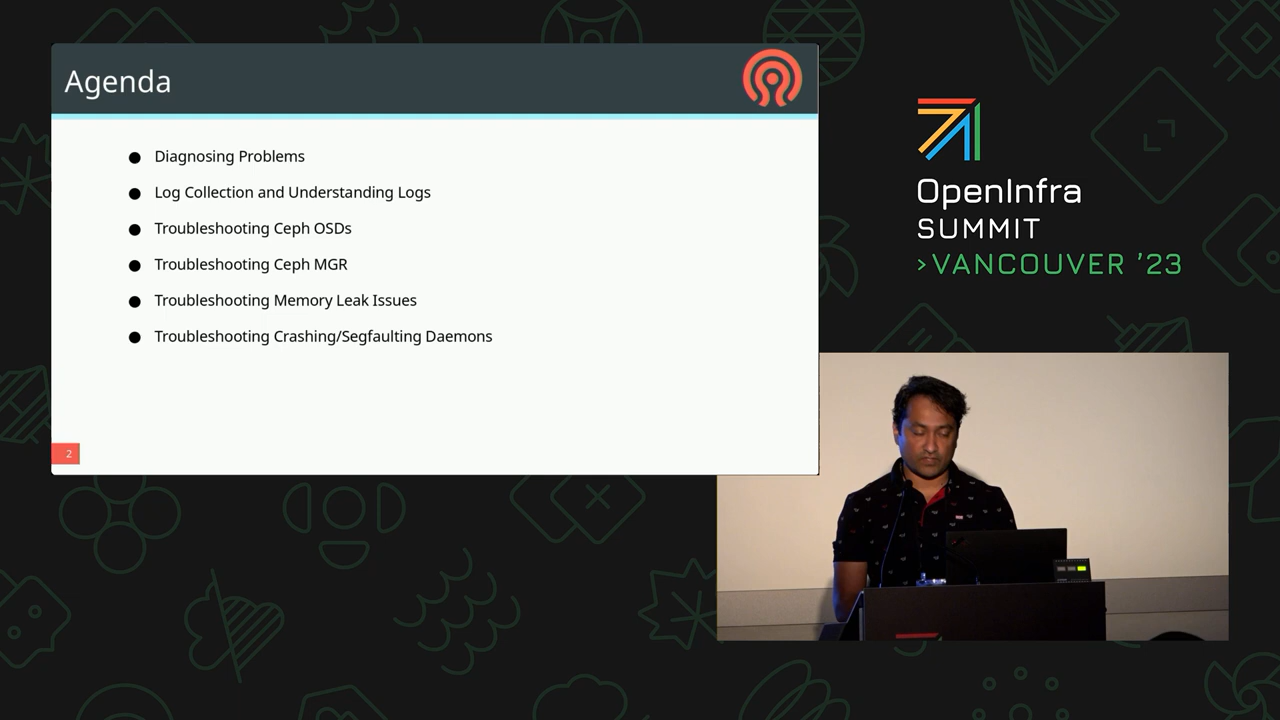 Agenda
● Diagnosing Problems
● Log Collection and Understanding Logs
● Troubleshooting Ceph OSDs
● Troubleshooting Ceph MGR
● Troubleshooting Memory Leak Issues
● Troubleshooting Crashing/Segfaulting Daemons
2
OpenInfra
SUMMIT
>VANCOUVER ’23